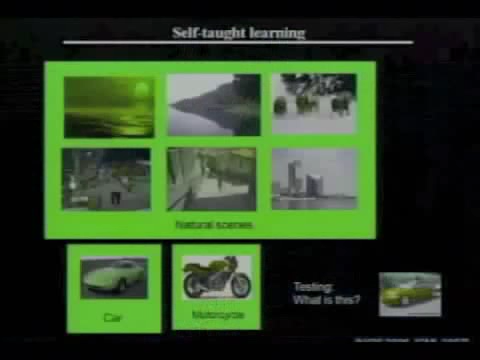 Self-taught learning
Natural scenes
Car
Motorcycle
Testing:
What is this?